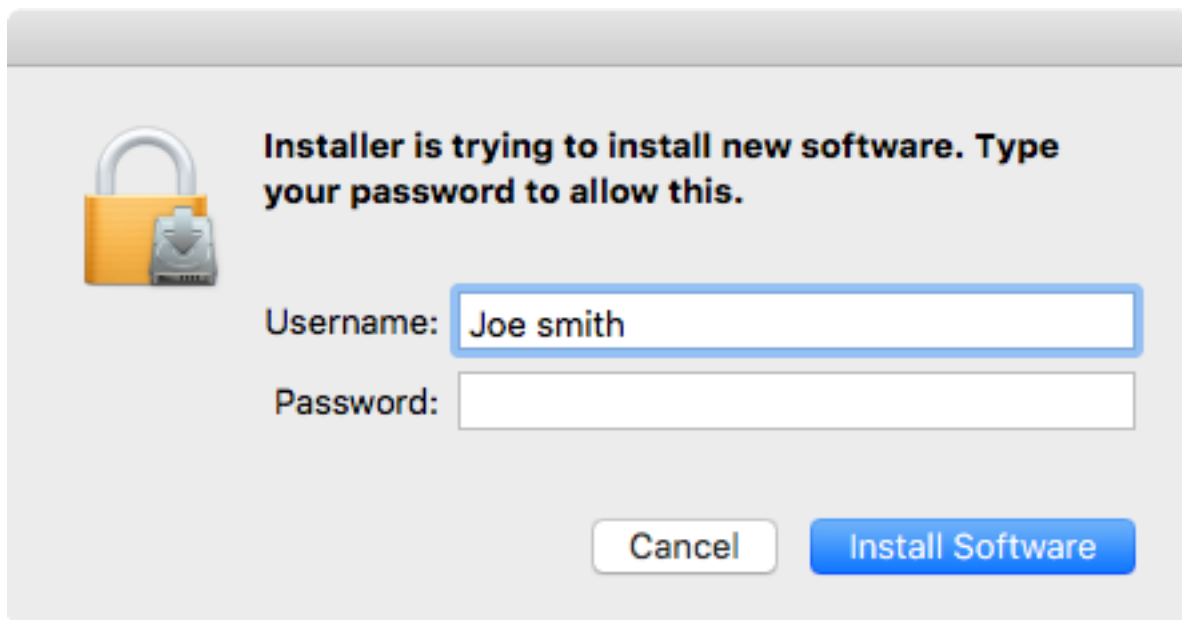 Installer is trying to install new software. Type
your password to allow this.
Username: Joe smith
Password:
Cancel Install Software